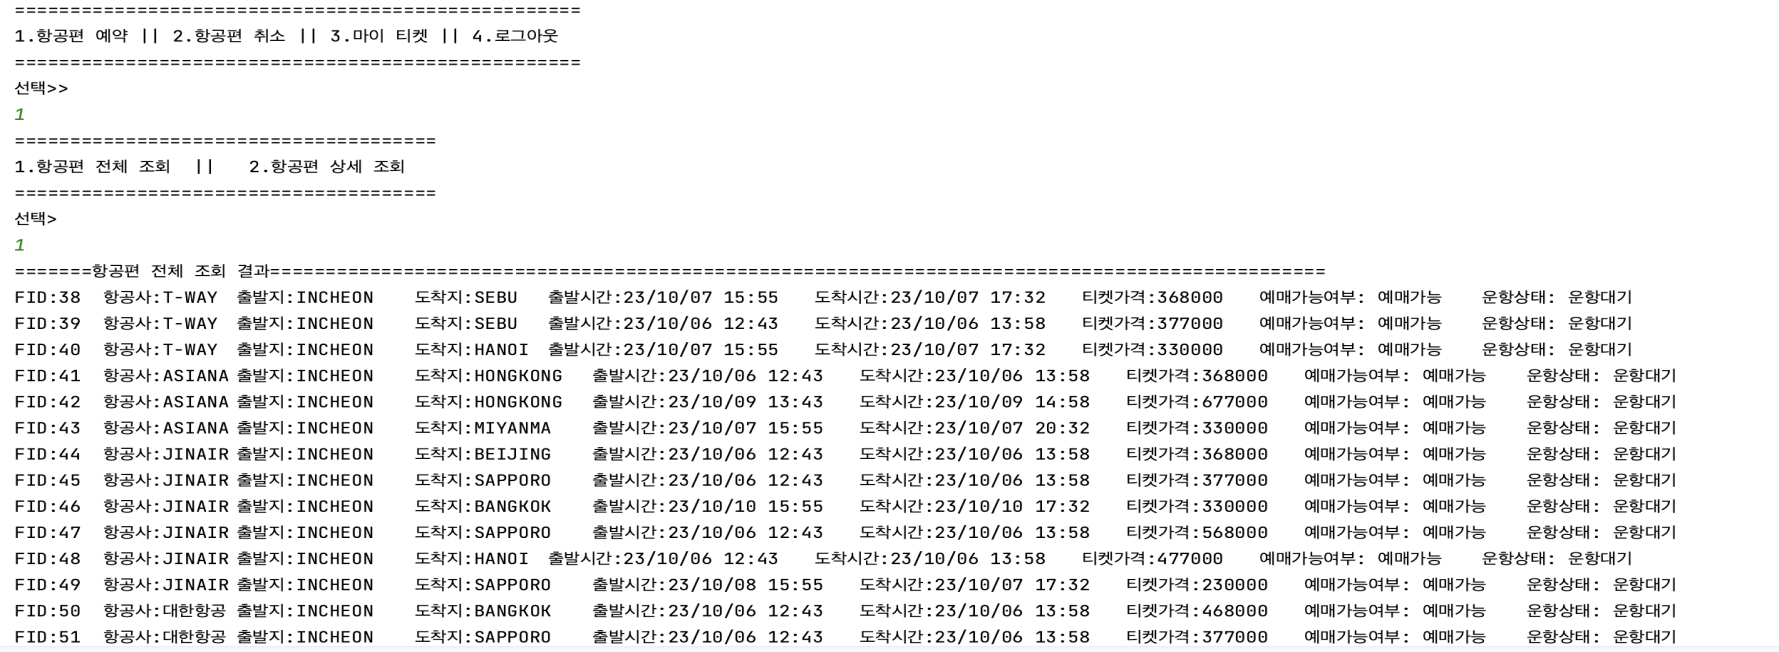 ===================================================
1.항공편 예약 || 2.항공편 취소 || 3.마이 티켓 || 4.로그아웃
===================================================
선택>>
1
======================================
1.항공편 전체 조회  ||   2.항공편 상세 조회
======================================
선택>
1
=======항공편 전체 조회 결과===============================================================================================
FID:38  항공사:T-WAY  출발지:INCHEON    도착지:SEBU   출발시간:23/10/07 15:55   도착시간:23/10/07 17:32   티켓가격:368000   예매가능여부: 예매가능   운항상태: 운항대기
FID:39  항공사:T-WAY  출발지:INCHEON    도착지:SEBU   출발시간:23/10/06 12:43   도착시간:23/10/06 13:58   티켓가격:377000   예매가능여부: 예매가능   운항상태: 운항대기
FID:40  항공사:T-WAY  출발지:INCHEON    도착지:HANOI  출발시간:23/10/07 15:55   도착시간:23/10/07 17:32   티켓가격:330000   예매가능여부: 예매가능   운항상태: 운항대기
FID:41  항공사:ASIANA 출발지:INCHEON    도착지:HONGKONG   출발시간:23/10/06 12:43   도착시간:23/10/06 13:58   티켓가격:368000   예매가능여부: 예매가능   운항상태: 운항대기
FID:42  항공사:ASIANA 출발지:INCHEON    도착지:HONGKONG   출발시간:23/10/09 13:43   도착시간:23/10/09 14:58   티켓가격:677000   예매가능여부: 예매가능   운항상태: 운항대기
FID:43  항공사:ASIANA 출발지:INCHEON    도착지:MIYANMA    출발시간:23/10/07 15:55   도착시간:23/10/07 20:32   티켓가격:330000   예매가능여부: 예매가능   운항상태: 운항대기
FID:44  항공사:JINAIR 출발지:INCHEON    도착지:BEIJING    출발시간:23/10/06 12:43   도착시간:23/10/06 13:58   티켓가격:368000   예매가능여부: 예매가능   운항상태: 운항대기
FID:45  항공사:JINAIR 출발지:INCHEON    도착지:SAPPORO    출발시간:23/10/06 12:43   도착시간:23/10/06 13:58   티켓가격:377000   예매가능여부: 예매가능   운항상태: 운항대기
FID:46  항공사:JINAIR 출발지:INCHEON    도착지:BANGKOK    출발시간:23/10/10 15:55   도착시간:23/10/10 17:32   티켓가격:330000   예매가능여부: 예매가능   운항상태: 운항대기
FID:47  항공사:JINAIR 출발지:INCHEON    도착지:SAPPORO    출발시간:23/10/06 12:43   도착시간:23/10/06 13:58   티켓가격:568000   예매가능여부: 예매가능   운항상태: 운항대기
FID:48  항공사:JINAIR 출발지:INCHEON    도착지:HANOI  출발시간:23/10/06 12:43   도착시간:23/10/06 13:58   티켓가격:477000   예매가능여부: 예매가능   운항상태: 운항대기
FID:49  항공사:JINAIR 출발지:INCHEON    도착지:SAPPORO    출발시간:23/10/08 15:55   도착시간:23/10/07 17:32   티켓가격:230000   예매가능여부: 예매가능   운항상태: 운항대기
FID:50  항공사:대한항공 출발지:INCHEON    도착지:BANGKOK    출발시간:23/10/06 12:43   도착시간:23/10/06 13:58   티켓가격:468000   예매가능여부: 예매가능   운항상태: 운항대기
FID:51  항공사:대한항공 출발지:INCHEON    도착지:SAPPORO    출발시간:23/10/06 12:43   도착시간:23/10/06 13:58   티켓가격:377000   예매가능여부: 예매가능   운항상태: 운항대기